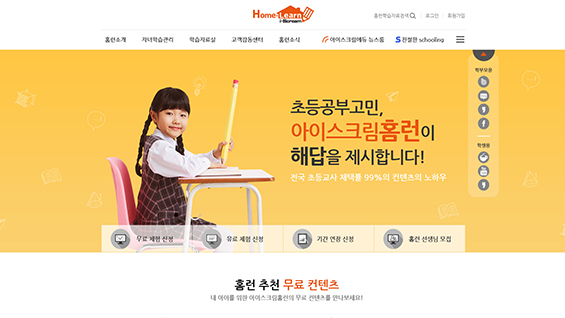 Home-Learn
i-Scream
홈런학습자료검색 로그인 회원가입
홈런소개 자녀학습관리 학습자료실 고객감동센터 홈런소식 아이스크림에듀 뉴스룸 친절한 schooling
학부모용
초등공부고민,
아이스크림홈런이
해답을 제시합니다!
전국 초등교사 채택률 99%의 컨텐츠의 노하우
학생용
무료 체험 신청 유료 체험 신청 기간 연장 신청 홈런 선생님 모집
홈런 추천 무료 컨텐츠
내 아이를 위한 아이스크림홈런의 무료 컨텐츠를 만나보세요!